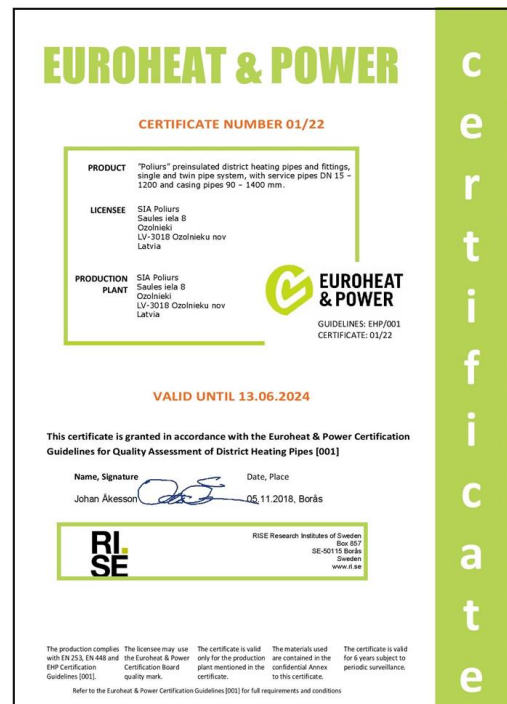 EUROHEAT & POWER
certificate
CERTIFICATE NUMBER 01/22
PRODUCT "Poliurs" preinsulated district heating pipes and fittings,
single and twin pipe system, with service pipes DN 15 –
1200 and casing pipes 90 – 1400 mm.
LICENSEE SIA Poliurs
Saules iela 8
Ozolnieki
LV-3018 Ozolnieku nov
Latvia
PRODUCTION PLANT SIA Poliurs
Saules iela 8
Ozolnieki
LV-3018 Ozolnieku nov
Latvia
EUROHEAT
& POWER
GUIDELINES: EHP/001
CERTIFICATE: 01/22
VALID UNTIL 13.06.2024
This certificate is granted in accordance with the Euroheat & Power Certification
Guidelines for Quality Assessment of District Heating Pipes [001]
Name, Signature Date, Place
Johan Åkesson 05.11.2018, Borås
RI.
SE
RISE Research Institutes of Sweden
Box 857
SE-50115 Borås
Sweden
www.ri.se
The production complies
with EN 253, EN 448 and
EHP Certification
Guidelines [001].
The licensee may use
the Euroheat & Power
Certification Board
quality mark.
The certificate is valid
only for the production
plant mentioned in the
certificate.
The materials used
are contained in the
confidential Annex
to this certificate.
The certificate is valid
for 6 years subject to
periodic surveillance.
Refer to the Euroheat & Power Certification Guidelines [001] for full requirements and conditions